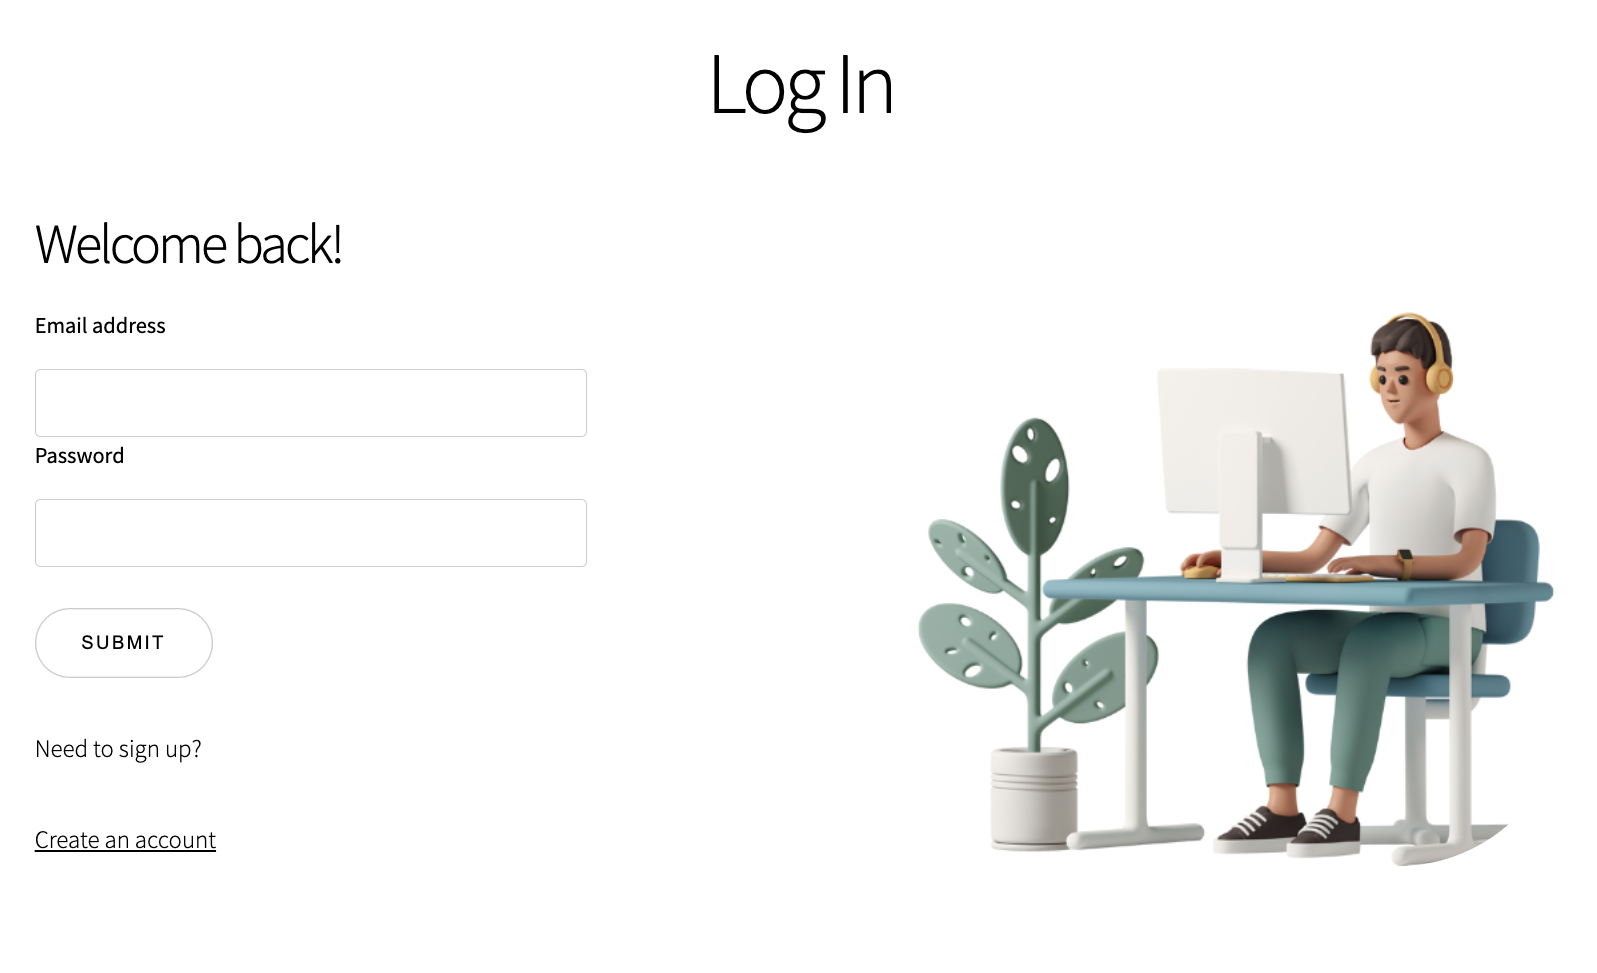 Log In
Welcome back!
Email address
Password
SUBMIT
Need to sign up?
Create an account